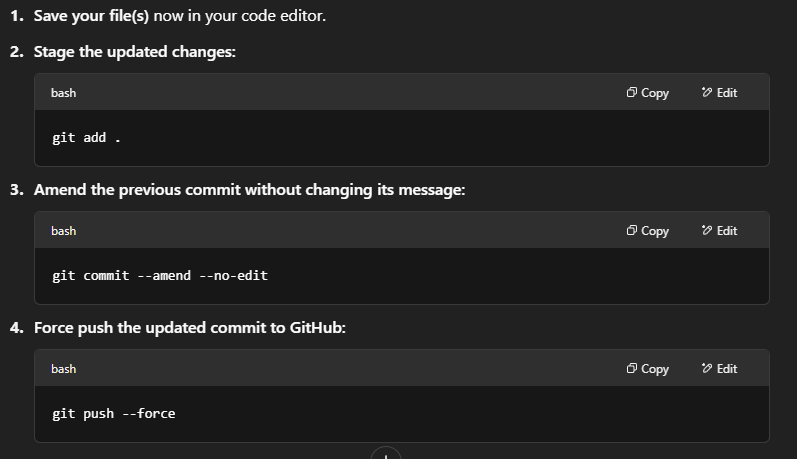 1. Save your file(s) now in your code editor.
2. Stage the updated changes:
bash Copy Edit
git add .
3. Amend the previous commit without changing its message:
bash Copy Edit
git commit --amend --no-edit
4. Force push the updated commit to GitHub:
bash Copy Edit
git push --force